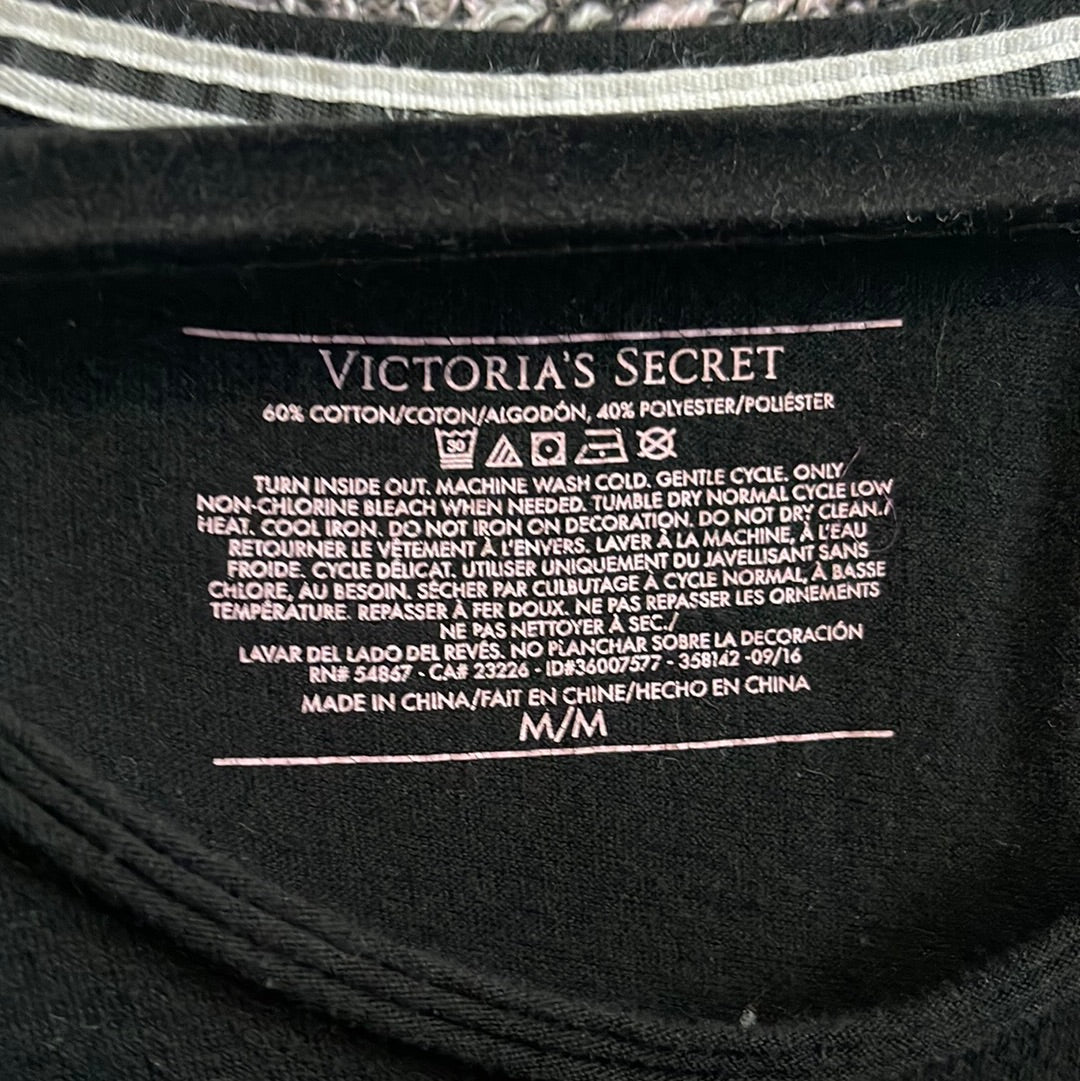 VICTORIA'S SECRET
60% COTTON/COTON/ALGODÓN, 40% POLYESTER/POLIÉSTER
30
TURN INSIDE OUT. MACHINE WASH COLD. GENTLE CYCLE. ONLY
NON-CHLORINE BLEACH WHEN NEEDED. TUMBLE DRY NORMAL CYCLE LOW
HEAT. COOL IRON. DO NOT IRON ON DECORATION. DO NOT DRY CLEAN./
RETOURNER LE VÊTEMENT À L'ENVERS. LAVER À LA MACHINE, À L'EAU
FROIDE. CYCLE DÉLICAT. UTILISER UNIQUEMENT DU JAVELLISANT SANS
CHLORE, AU BESOIN. SÉCHER PAR CULBUTAGE À CYCLE NORMAL, À BASSE
TEMPÉRATURE. REPASSER À FER DOUX. NE PAS REPASSER LES ORNEMENTS
NE PAS NETTOYER À SEC./
LAVAR DEL LADO DEL REVÉS. NO PLANCHAR SOBRE LA DECORACIÓN
RN# 54867 - CA# 23226 - ID#36007577 - 358142 -09/16
MADE IN CHINA/FAIT EN CHINE/HECHO EN CHINA
M/M